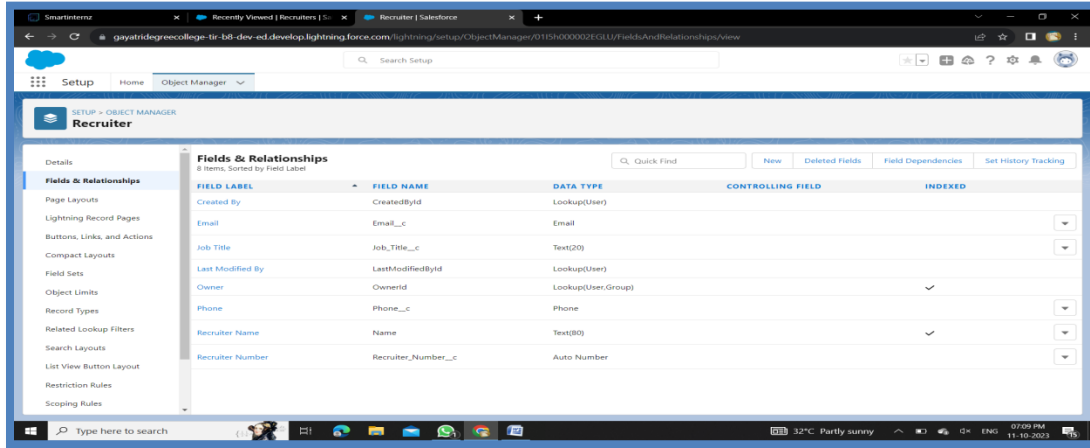 Smartinternz
Recently Viewed | Recruiters | Sa
Recruiter | Salesforce
gayatridegreecollege-tir-b8-dev-ed.develop.lightning.force.com/lightning/setup/ObjectManager/01I5h000002EGLU/FieldsAndRelationships/view
Search Setup
Setup Home Object Manager
SETUP > OBJECT MANAGER
Recruiter
Details
Fields & Relationships
Page Layouts
Lightning Record Pages
Buttons, Links, and Actions
Compact Layouts
Field Sets
Object Limits
Record Types
Related Lookup Filters
Search Layouts
List View Button Layout
Restriction Rules
Scoping Rules
Fields & Relationships
8 Items, Sorted by Field Label
Quick Find New Deleted Fields Field Dependencies Set History Tracking
FIELD LABEL FIELD NAME DATA TYPE CONTROLLING FIELD INDEXED
Created By CreatedById Lookup(User)
Email Email__c Email
Job Title Job_Title__c Text(20)
Last Modified By LastModifiedById Lookup(User)
Owner OwnerId Lookup(User,Group)
Phone Phone__c Phone
Recruiter Name Name Text(80)
Recruiter Number Recruiter_Number__c Auto Number
Type here to search
32°C Partly sunny
ENG
07:09 PM
11-10-2023
15